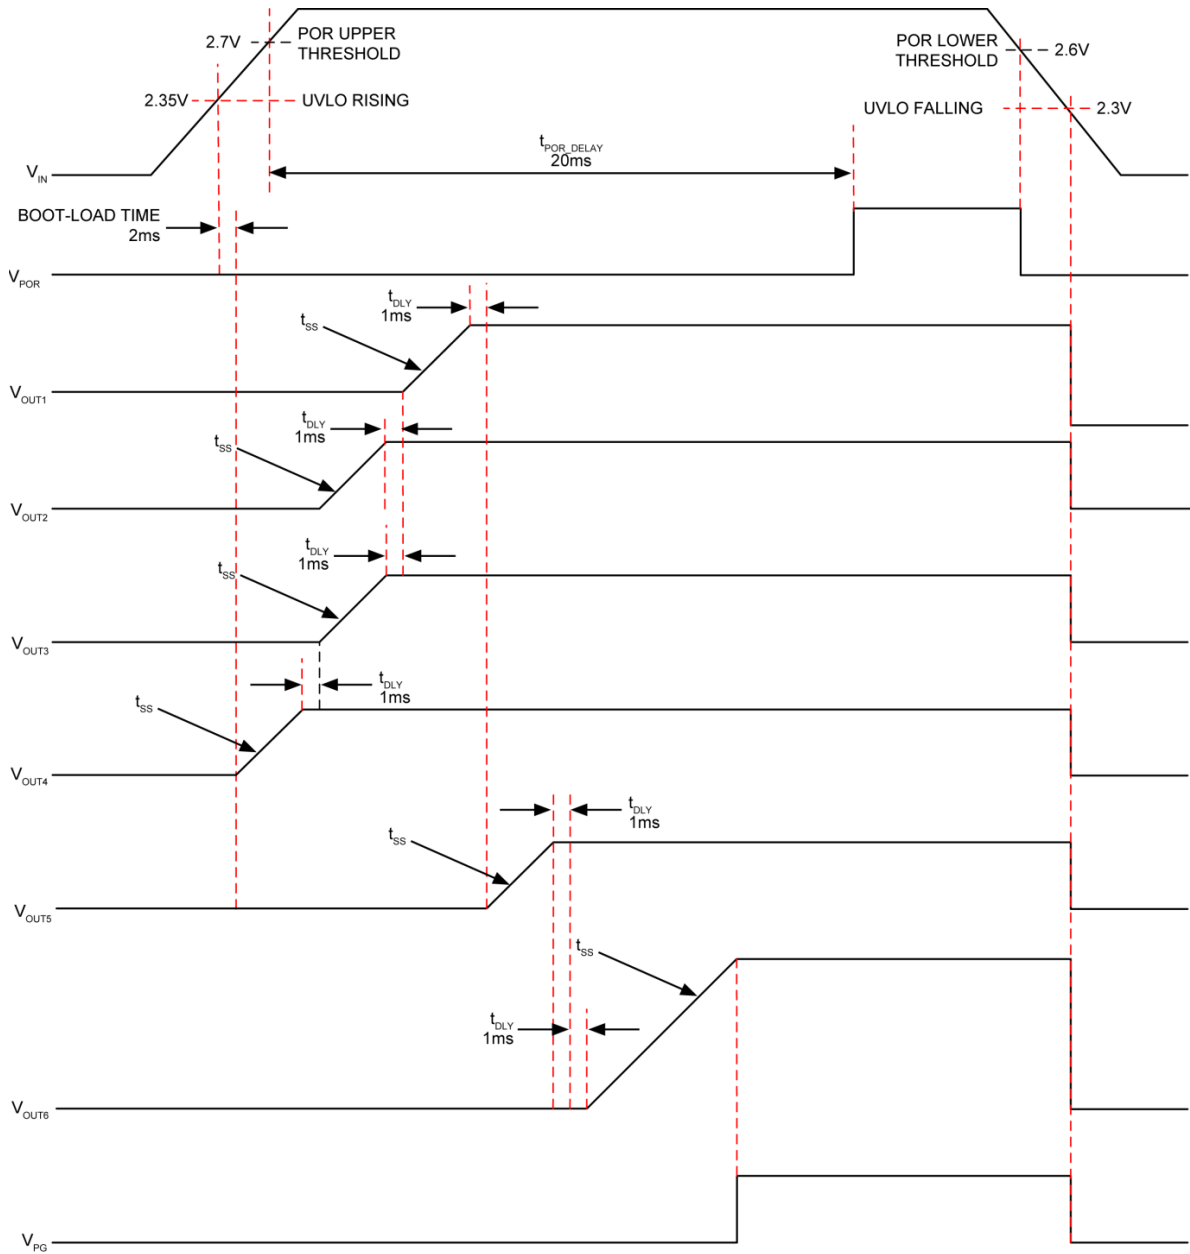 2.7V
POR UPPER
THRESHOLD
2.35V
UVLO RISING
POR LOWER
THRESHOLD
2.6V
UVLO FALLING
2.3V
tPOR_DELAY
20ms
VIN
BOOT-LOAD TIME
2ms
VPOR
tDLY
1ms
tSS
VOUT1
tDLY
1ms
tSS
VOUT2
tDLY
1ms
tSS
VOUT3
tDLY
1ms
tSS
VOUT4
tDLY
1ms
tSS
VOUT5
tSS
tDLY
1ms
VOUT6
VPG